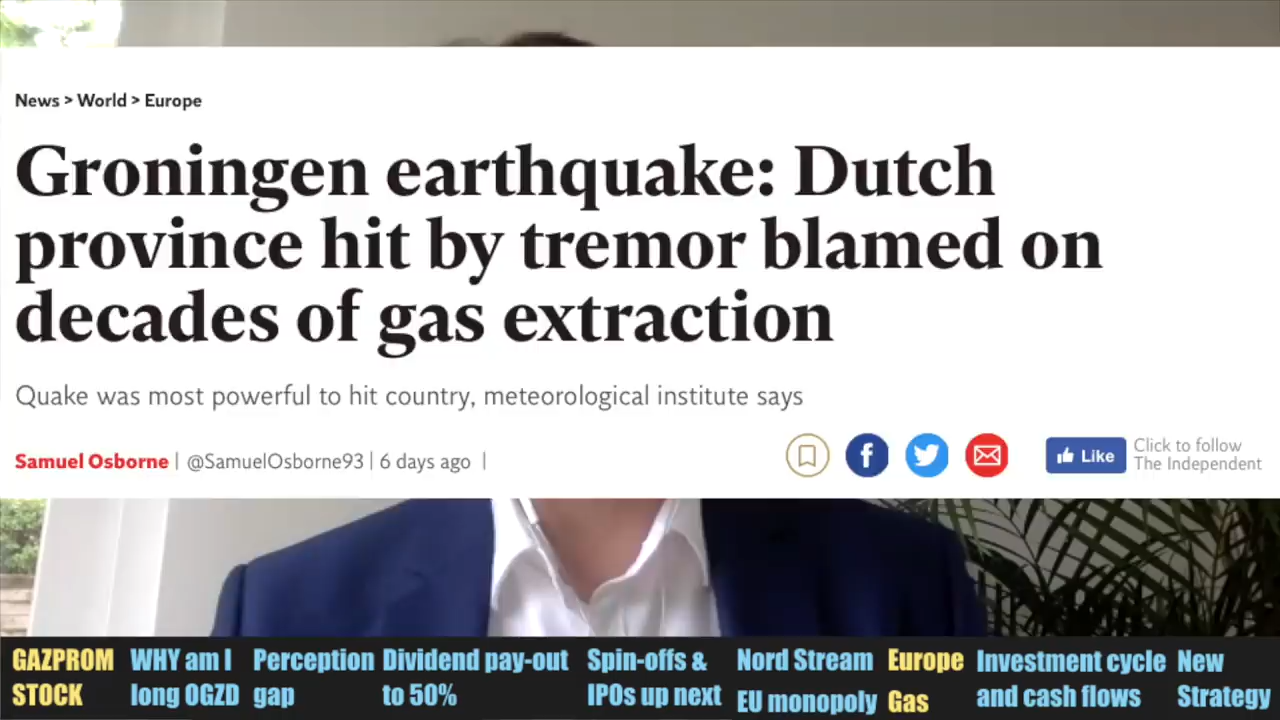 News > World > Europe
Groningen earthquake: Dutch
province hit by tremor blamed on
decades of gas extraction
Quake was most powerful to hit country, meteorological institute says
Samuel Osborne | @SamuelOsborne93 | 6 days ago |
Like
Click to follow
The Independent
GAZPROM
STOCK
WHY am I
long OGZD
Perception
gap
Dividend pay-out
to 50%
Spin-offs &
IPOs up next
Nord Stream
EU monopoly
Europe
Gas
Investment cycle
and cash flows
New
Strategy